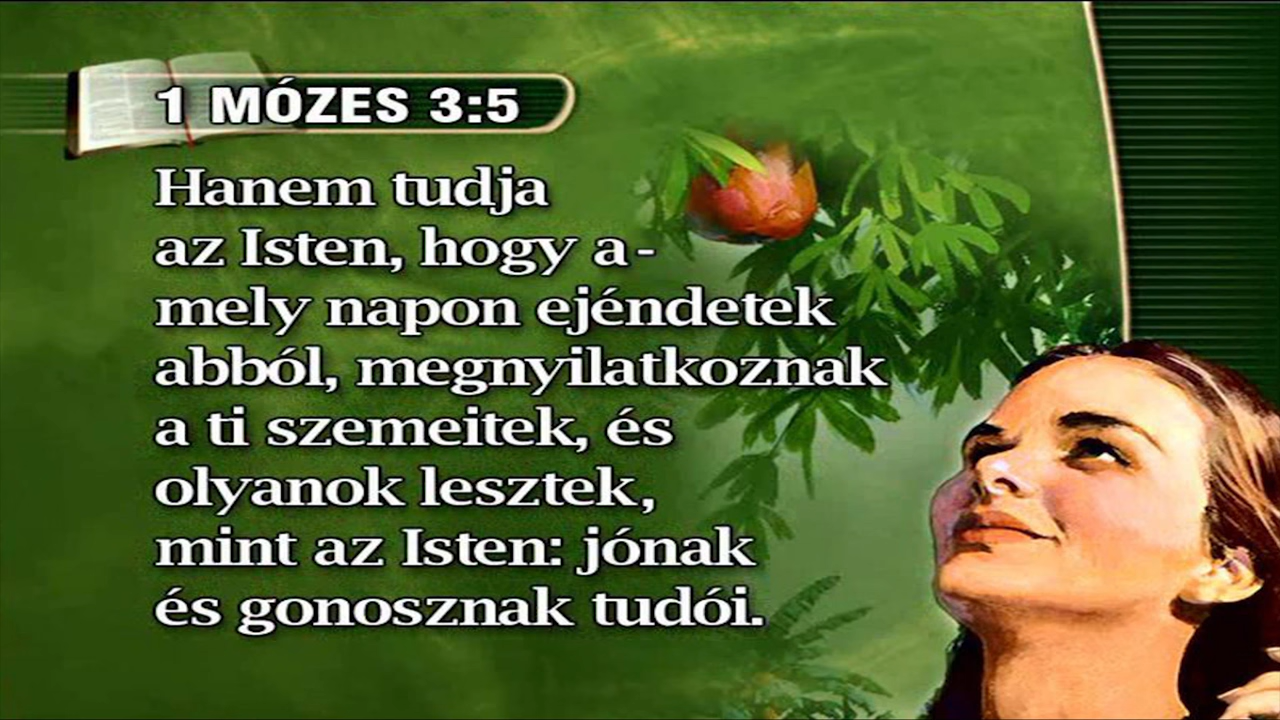 1 MÓZES 3:5
Hanem tudja
az Isten, hogy a-
mely napon ejéndetek
abból, megnyilatkoznak
a ti szemeitek, és
olyanok lesztek,
mint az Isten: jónak
és gonosznak tudói.